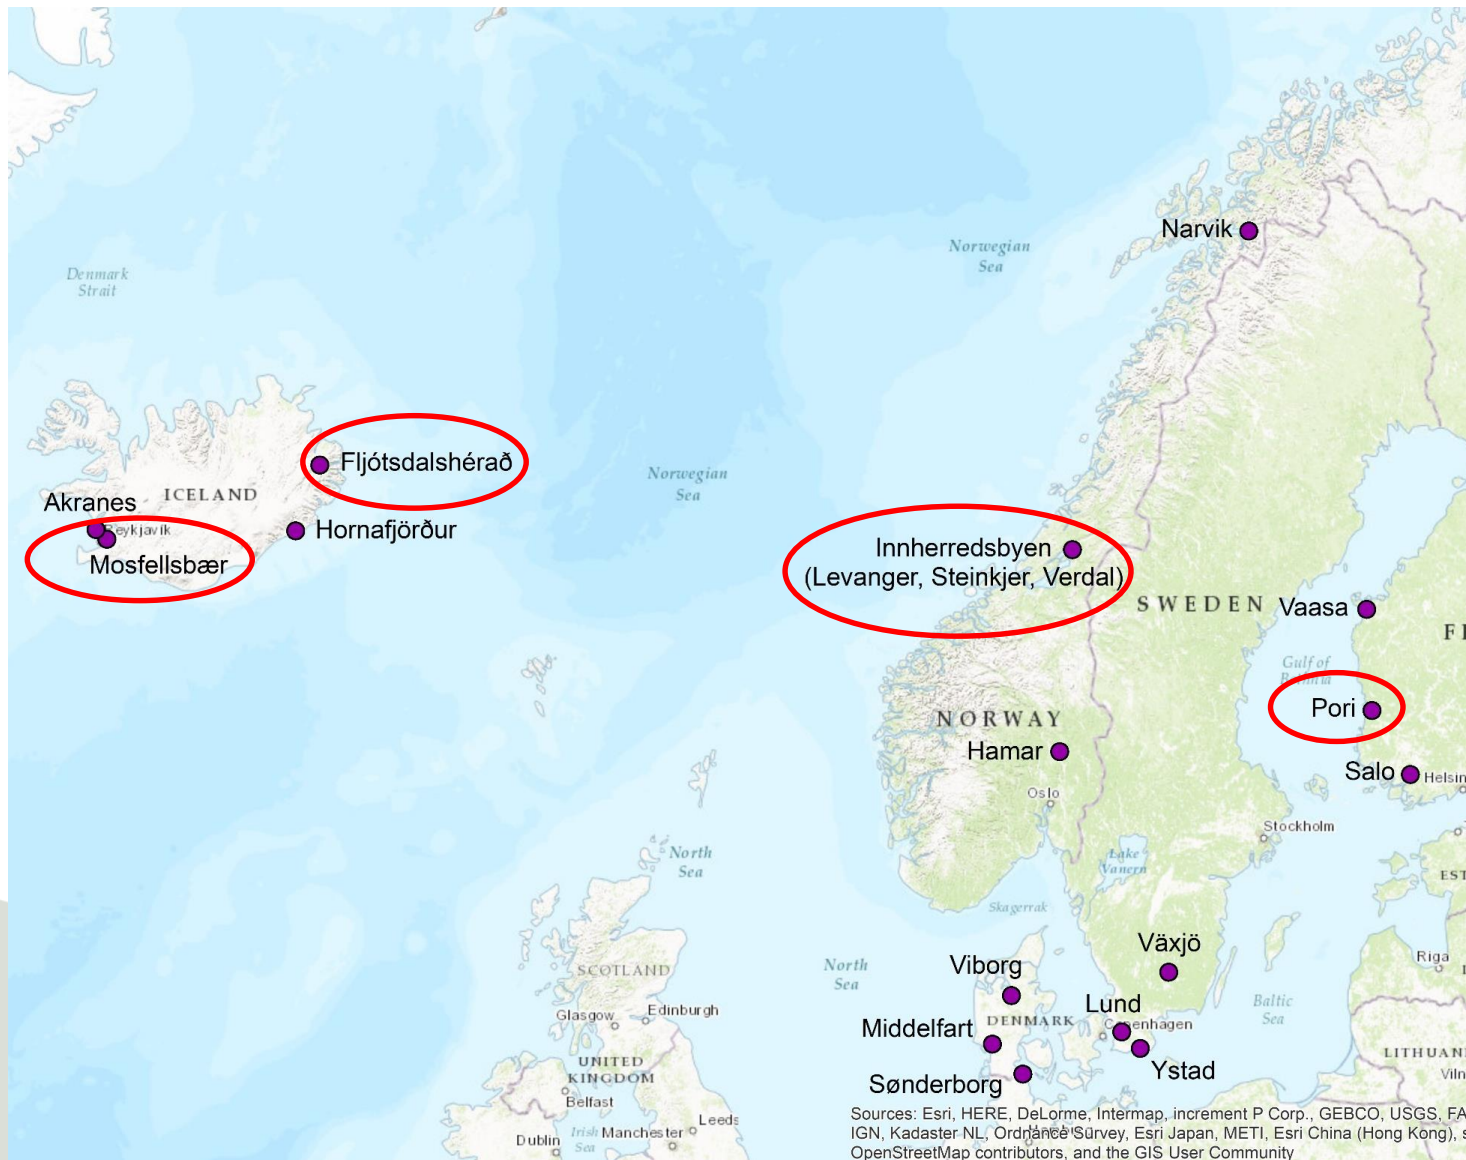 Narvik
Norwegian
Sea
Denmark
Strait
Fljótsdalshérað
Norwegian
Sea
ICELAND
Akranes
Reykjavík
Hornafjörður
Mosfellsbær
Innherredsbyen
(Levanger, Steinkjer, Verdal)
SWEDEN
Vaasa
Gulf of
Bothnia
Pori
NORWAY
Hamar
Salo
Helsin
Oslo
Stockholm
North
Sea
Lake
Vanern
EST
Skagerrak
Växjö
Riga
SCOTLAND
North
Sea
Viborg
Baltic
Sea
Lund
Glasgow
Edinburgh
Middelfart
DENMARK
Copenhagen
Ystad
LITHUAN
Viln
UNITED
KINGDOM
Sønderborg
Belfast
Leeds
Irish
Sea
Manchester
Dublin
Sources: Esri, HERE, DeLorme, Intermap, increment P Corp., GEBCO, USGS, FA
IGN, Kadaster NL, Ordnance Survey, Esri Japan, METI, Esri China (Hong Kong), s
OpenStreetMap contributors, and the GIS User Community